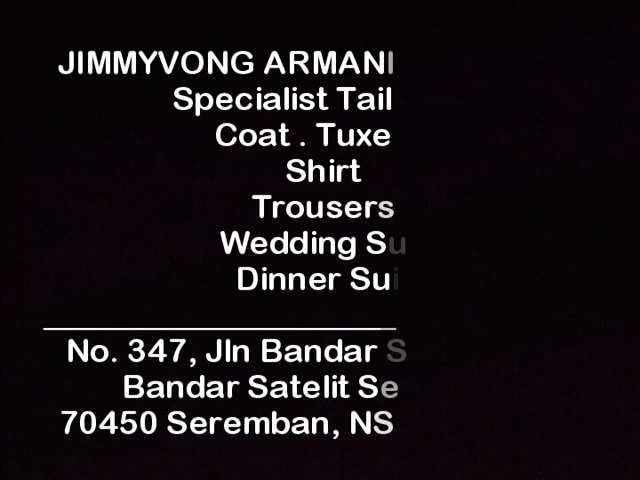 JIMMYVONG ARMANI
Specialist Tail
Coat . Tuxe
Shirt
Trousers
Wedding Su
Dinner Sui
No. 347, Jln Bandar S
Bandar Satelit Se
70450 Seremban, NS